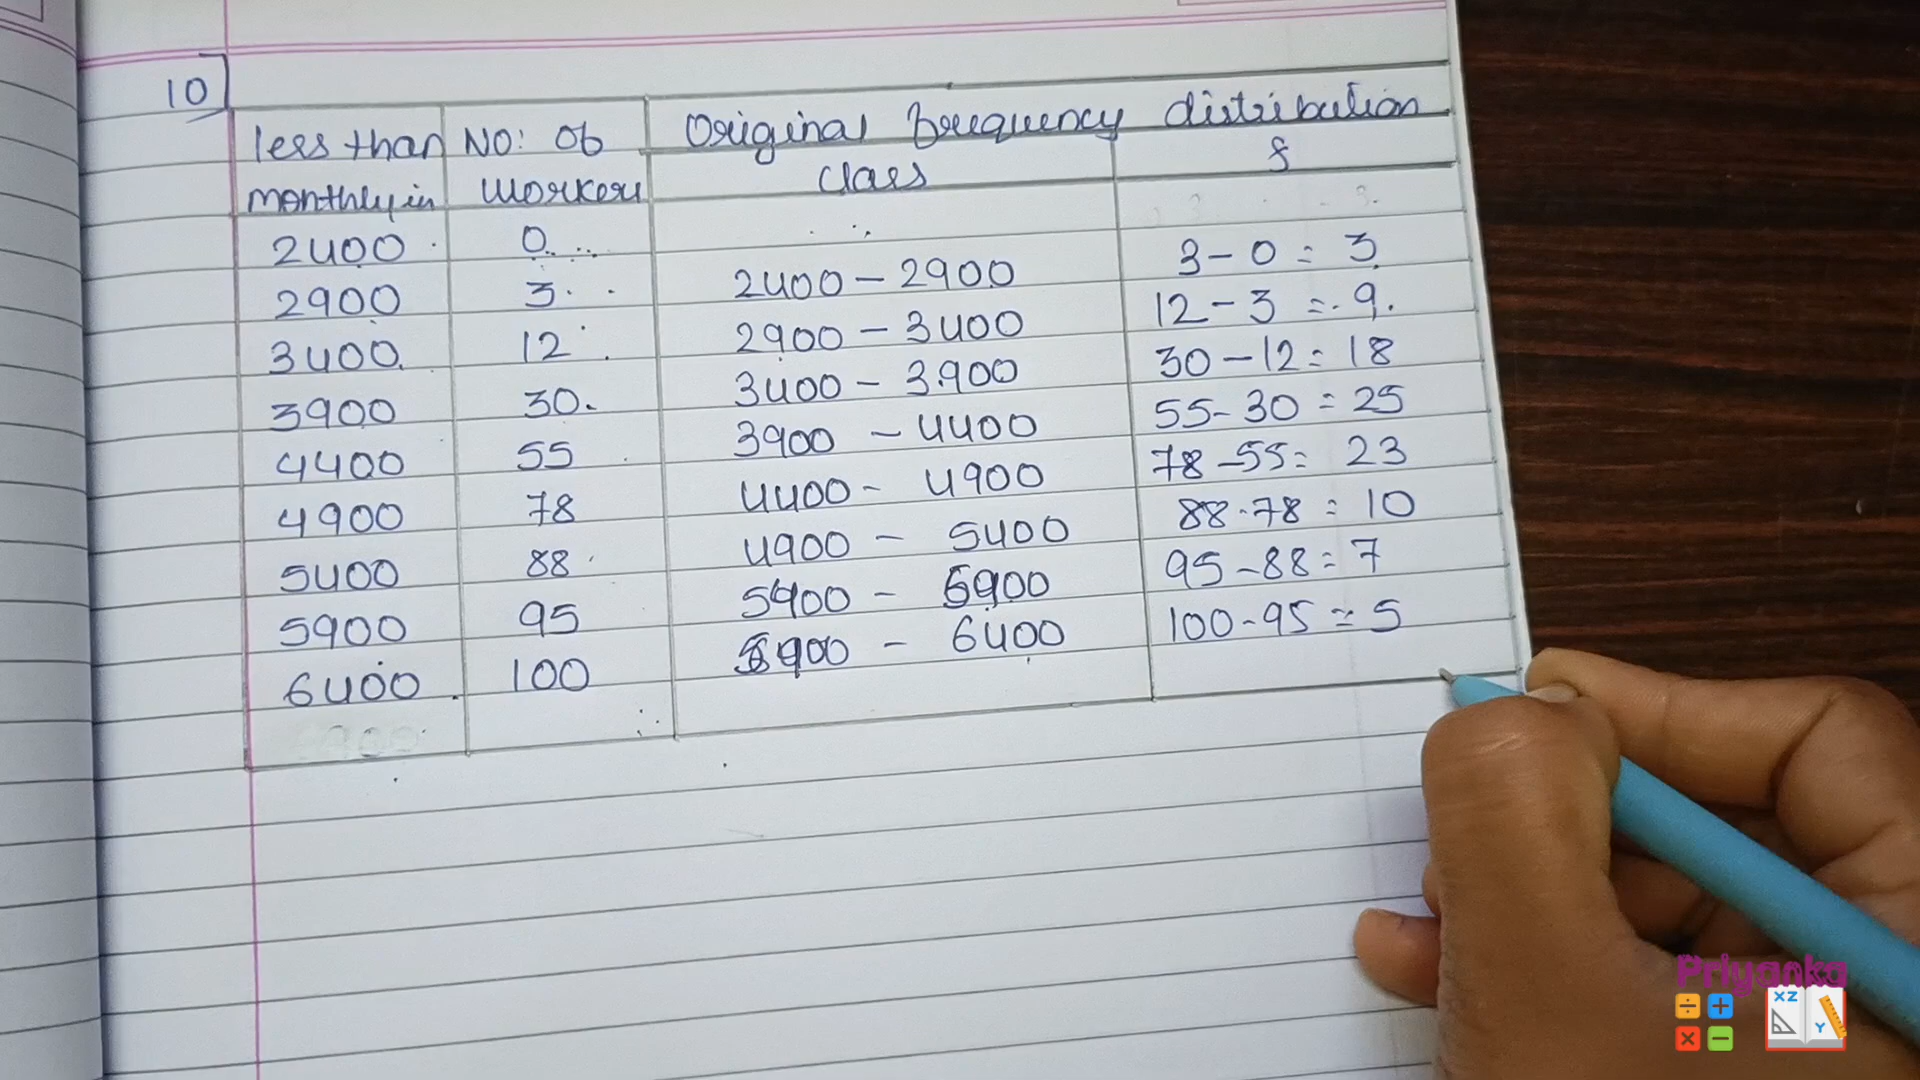 10
less than NO: Of Original frequency distribution
monthly in workers class f
2400 0
2900 3 2400 - 2900 3 - 0 = 3
3400 12 2900 - 3400 12 - 3 = 9
3900 30 3400 - 3900 30 - 12 = 18
4400 55 3900 - 4400 55 - 30 = 25
4900 78 4400 - 4900 78 - 55 = 23
5400 88 4900 - 5400 88 - 78 = 10
5900 95 5400 - 5900 95 - 88 = 7
6400 100 5900 - 6400 100 - 95 = 5
Priyanka
XZ
Y